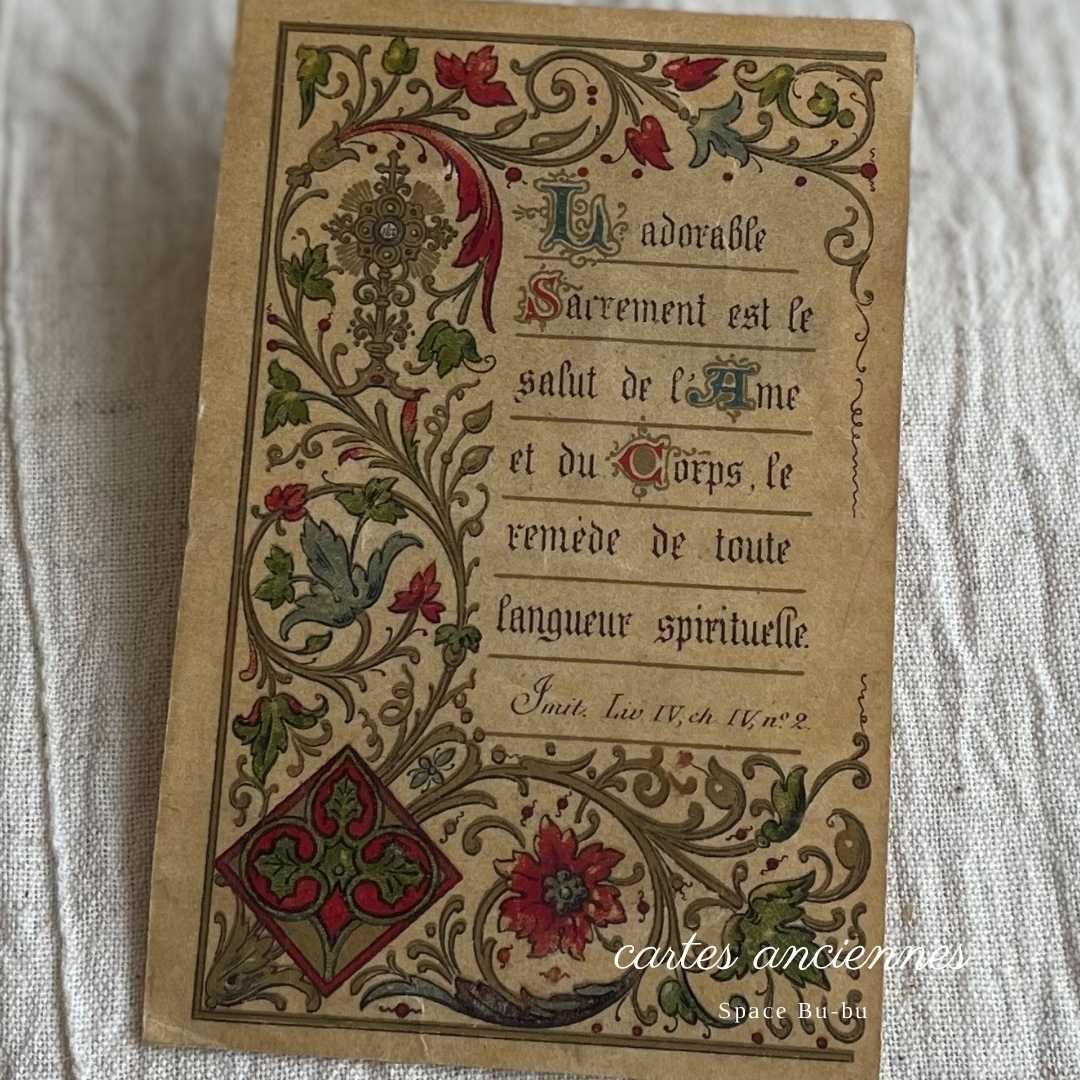 L' adorable
Sacrement est le
salut de l'Ame
et du Corps, le
remède de toute
langueur spirituelle.
Imit. Liv IV, ch IV, nº 2.
cartes anciennes
Space Bu-bu